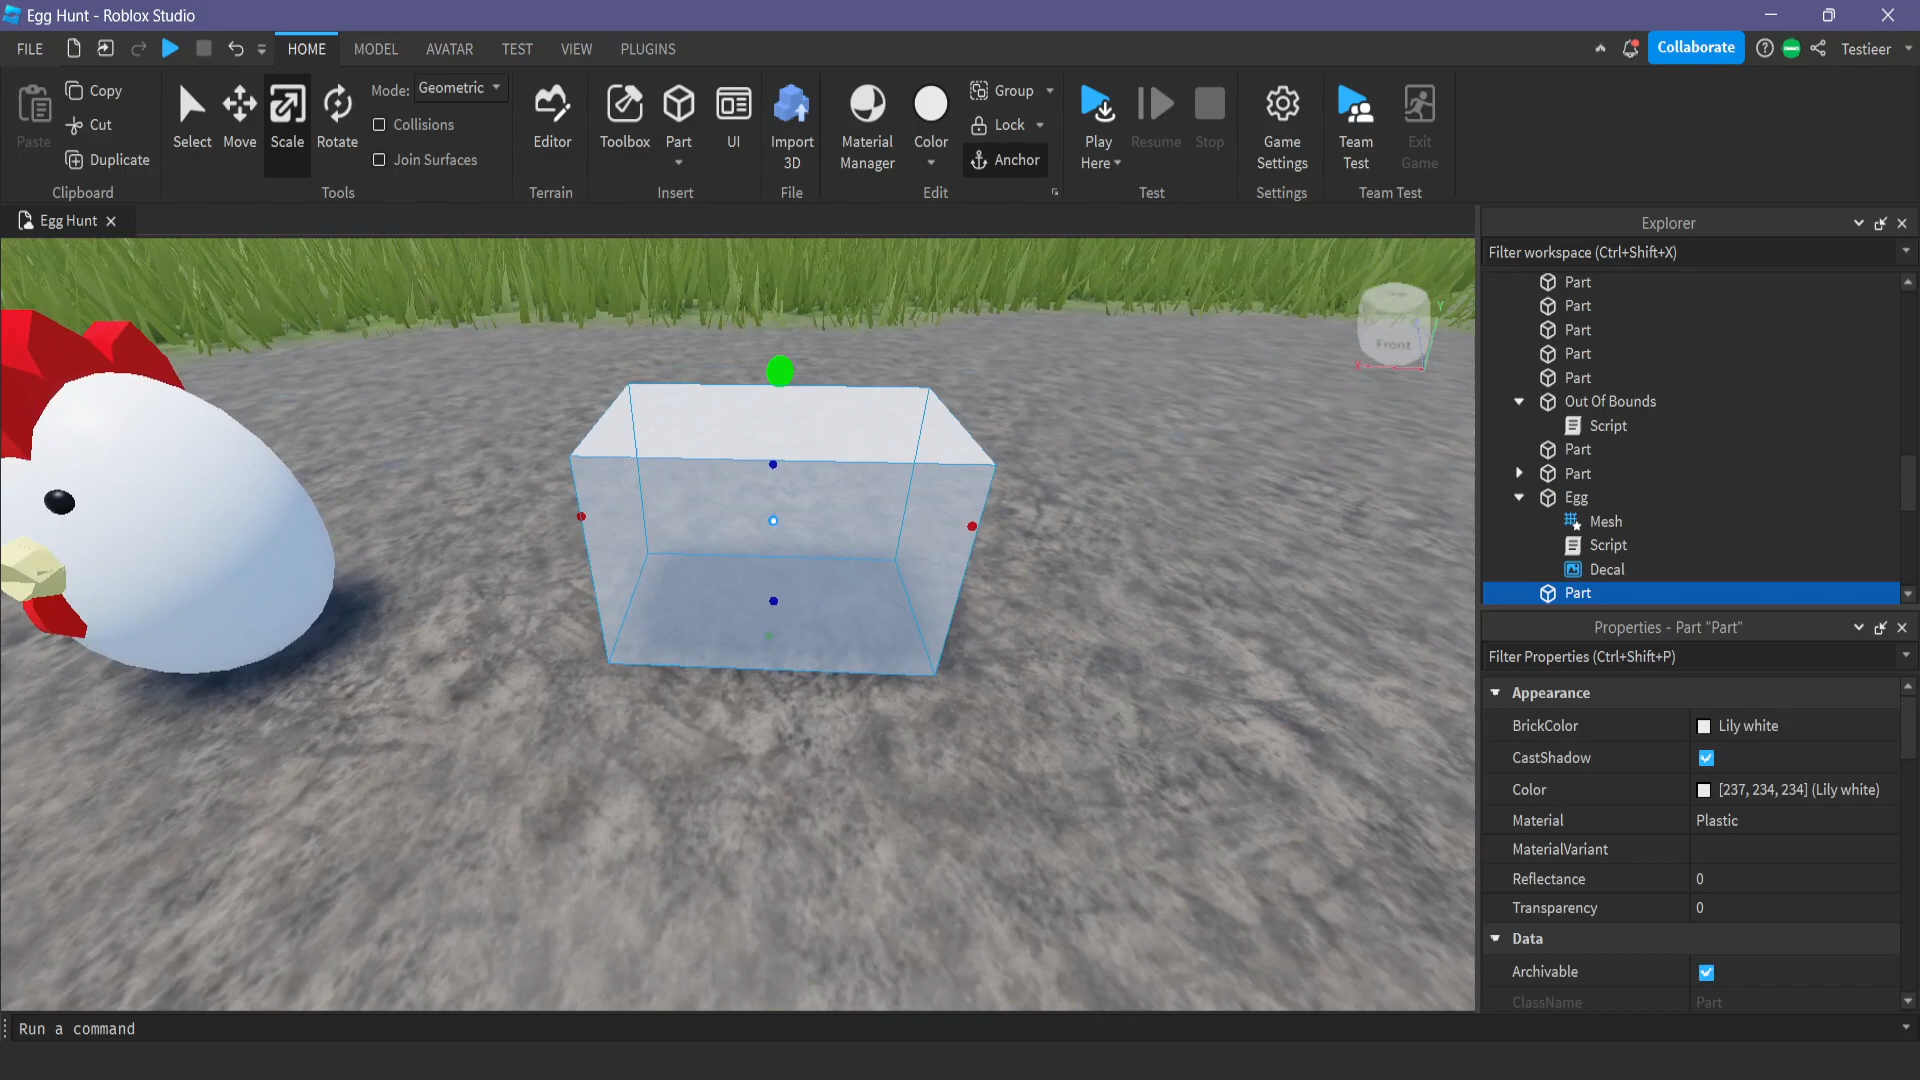 Egg Hunt - Roblox Studio
FILE
HOME
MODEL
AVATAR
TEST
VIEW
PLUGINS
Collaborate
Testieer
Paste
Copy
Cut
Duplicate
Clipboard
Select
Move
Scale
Rotate
Mode: Geometric
Collisions
Join Surfaces
Tools
Editor
Terrain
Toolbox
Part
UI
Insert
Import
3D
File
Material
Manager
Color
Group
Lock
Anchor
Edit
Play
Here
Resume
Stop
Test
Game
Settings
Settings
Team
Test
Exit
Game
Team Test
Egg Hunt
Front
X
Y
Explorer
Filter workspace (Ctrl+Shift+X)
Part
Part
Part
Part
Part
Out Of Bounds
Script
Part
Part
Egg
Mesh
Script
Decal
Part
Properties - Part "Part"
Filter Properties (Ctrl+Shift+P)
Appearance
BrickColor Lily white
CastShadow
Color [237, 234, 234] (Lily white)
Material Plastic
MaterialVariant
Reflectance 0
Transparency 0
Data
Archivable
ClassName Part
Run a command